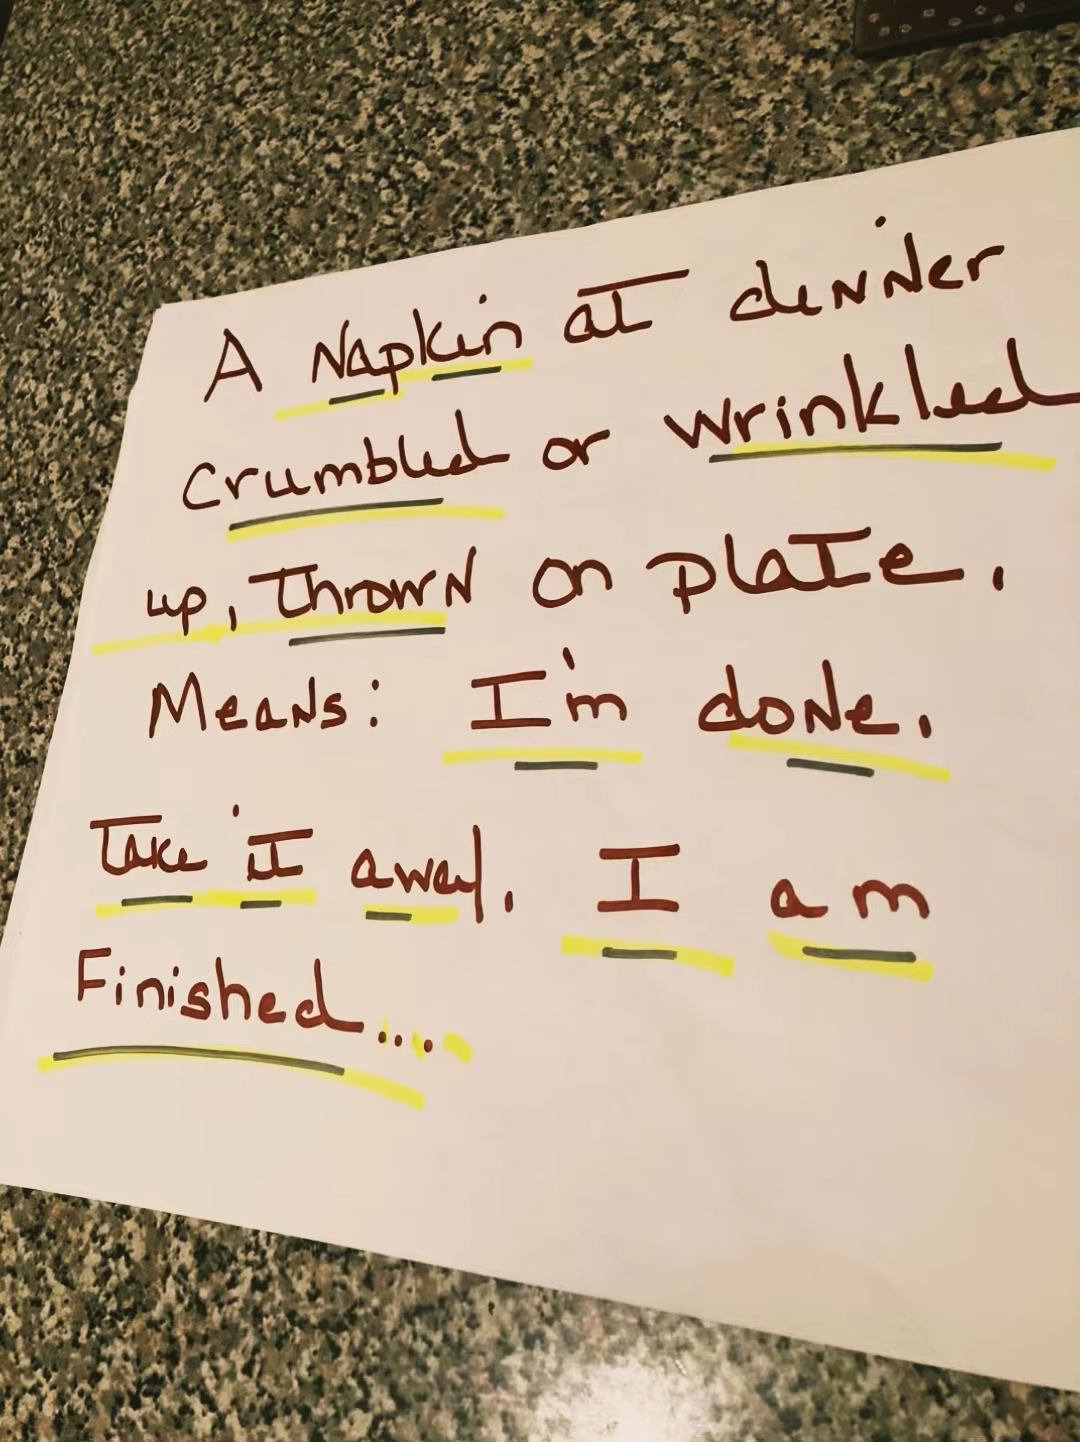 A Napkin at dinner
crumbled or wrinkled
up, thrown on plate.
Means: I'm done.
Take it away. I am
Finished...